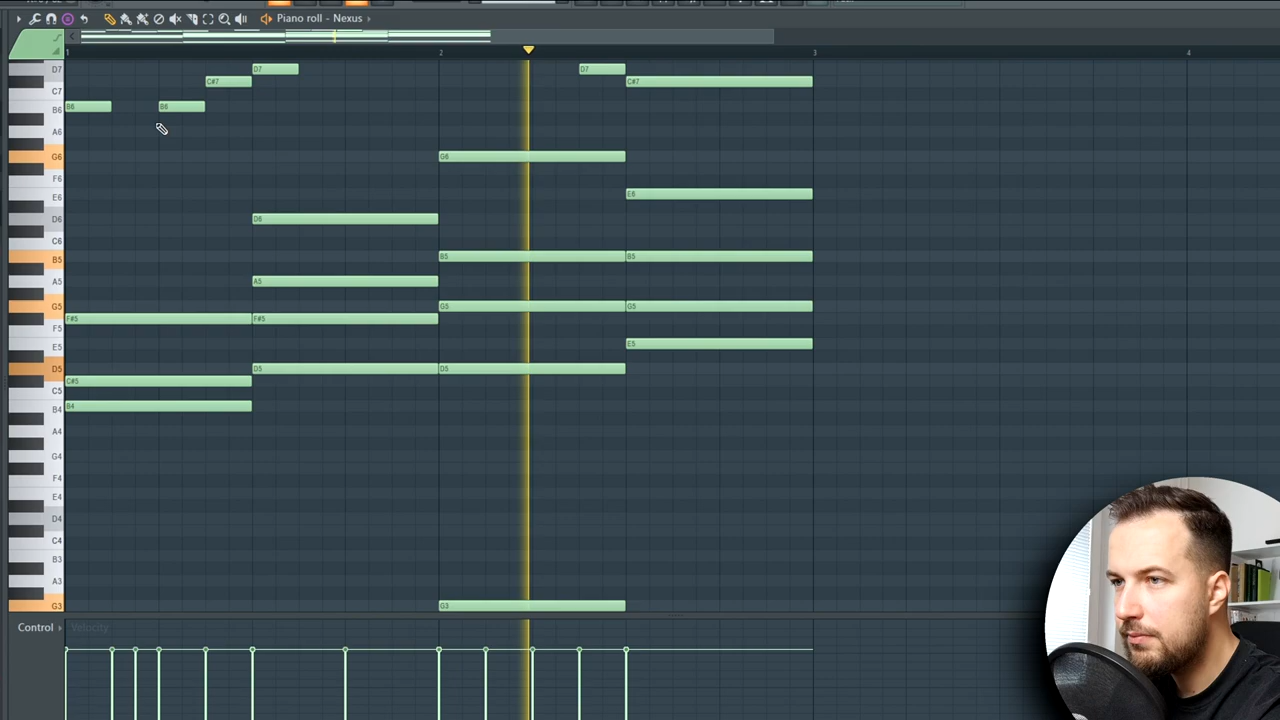 Piano roll - Nexus
1 2 3 4
D7 D7 D7
C#7 C#7
C7
B6 B6 B6
A6
G6 G6
F6
E6 E6
D6 D6
C6
B5 B5 B5
A5 A5
G5 G5 G5
F#5 F#5
F5
E5 E5
D5 D5 D5
C#5
C5
B4 B4
A4
G4
F4
E4
D4
C4
B3
A3
G3 G3
Control Velocity